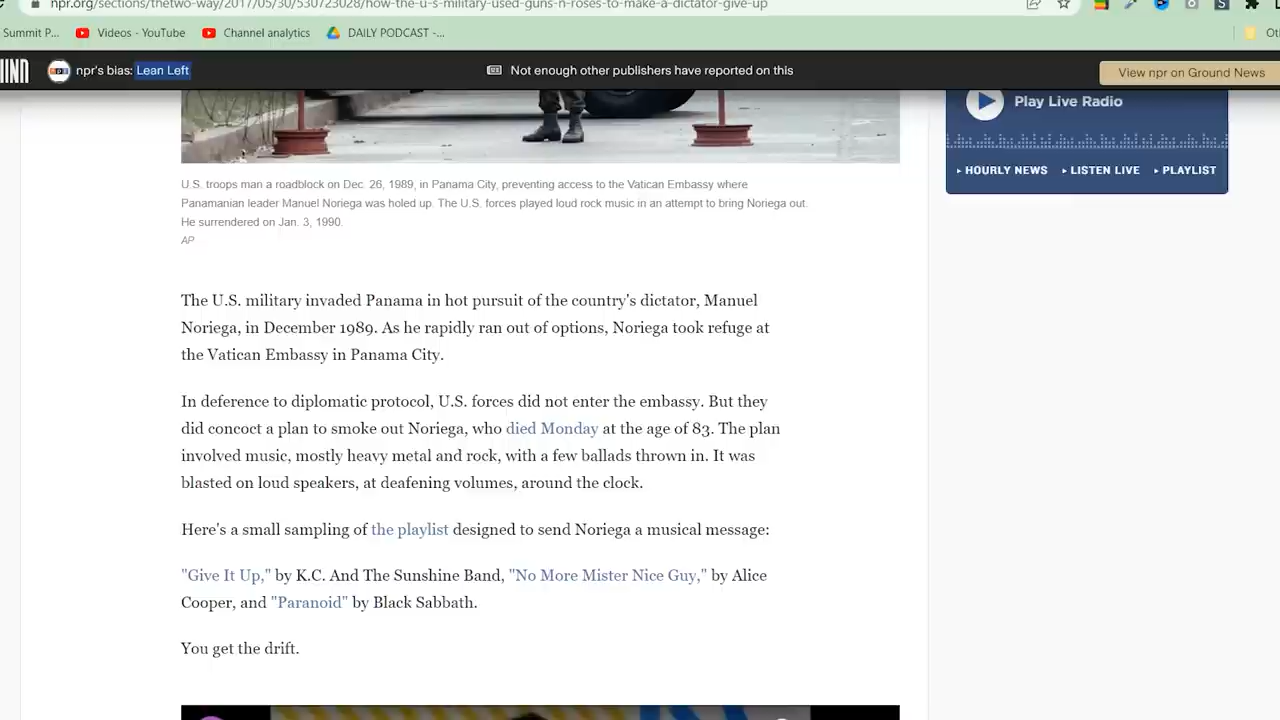 npr.org/sections/thetwo-way/2017/05/30/530723028/how-the-u-s-military-used-guns-n-roses-to-make-a-dictator-give-up
Summit P... Videos - YouTube Channel analytics DAILY PODCAST -...
npr's bias: Lean Left Not enough other publishers have reported on this View npr on Ground News
Play Live Radio
HOURLY NEWS LISTEN LIVE PLAYLIST
U.S. troops man a roadblock on Dec. 26, 1989, in Panama City, preventing access to the Vatican Embassy where
Panamanian leader Manuel Noriega was holed up. The U.S. forces played loud rock music in an attempt to bring Noriega out.
He surrendered on Jan. 3, 1990.
AP
The U.S. military invaded Panama in hot pursuit of the country's dictator, Manuel
Noriega, in December 1989. As he rapidly ran out of options, Noriega took refuge at
the Vatican Embassy in Panama City.
In deference to diplomatic protocol, U.S. forces did not enter the embassy. But they
did concoct a plan to smoke out Noriega, who died Monday at the age of 83. The plan
involved music, mostly heavy metal and rock, with a few ballads thrown in. It was
blasted on loud speakers, at deafening volumes, around the clock.
Here's a small sampling of the playlist designed to send Noriega a musical message:
"Give It Up," by K.C. And The Sunshine Band, "No More Mister Nice Guy," by Alice
Cooper, and "Paranoid" by Black Sabbath.
You get the drift.